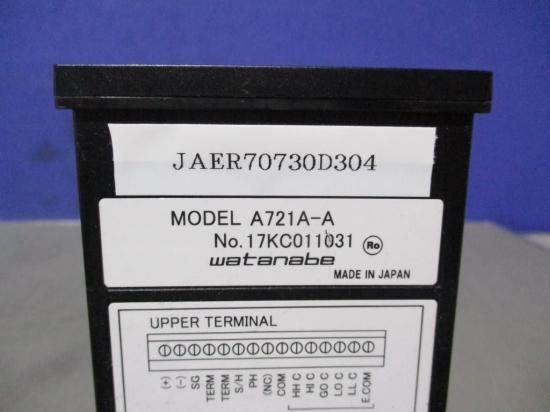 JAER70730D304
MODEL A721A-A
No.17KC011031 Ro
watanabe
MADE IN JAPAN
UPPER TERMINAL
(+)
(-)
SG
TERM
TERM
S/H
PH
(NC)
COM
HH C
HI C
GO C
LO C
LL C
E.COM